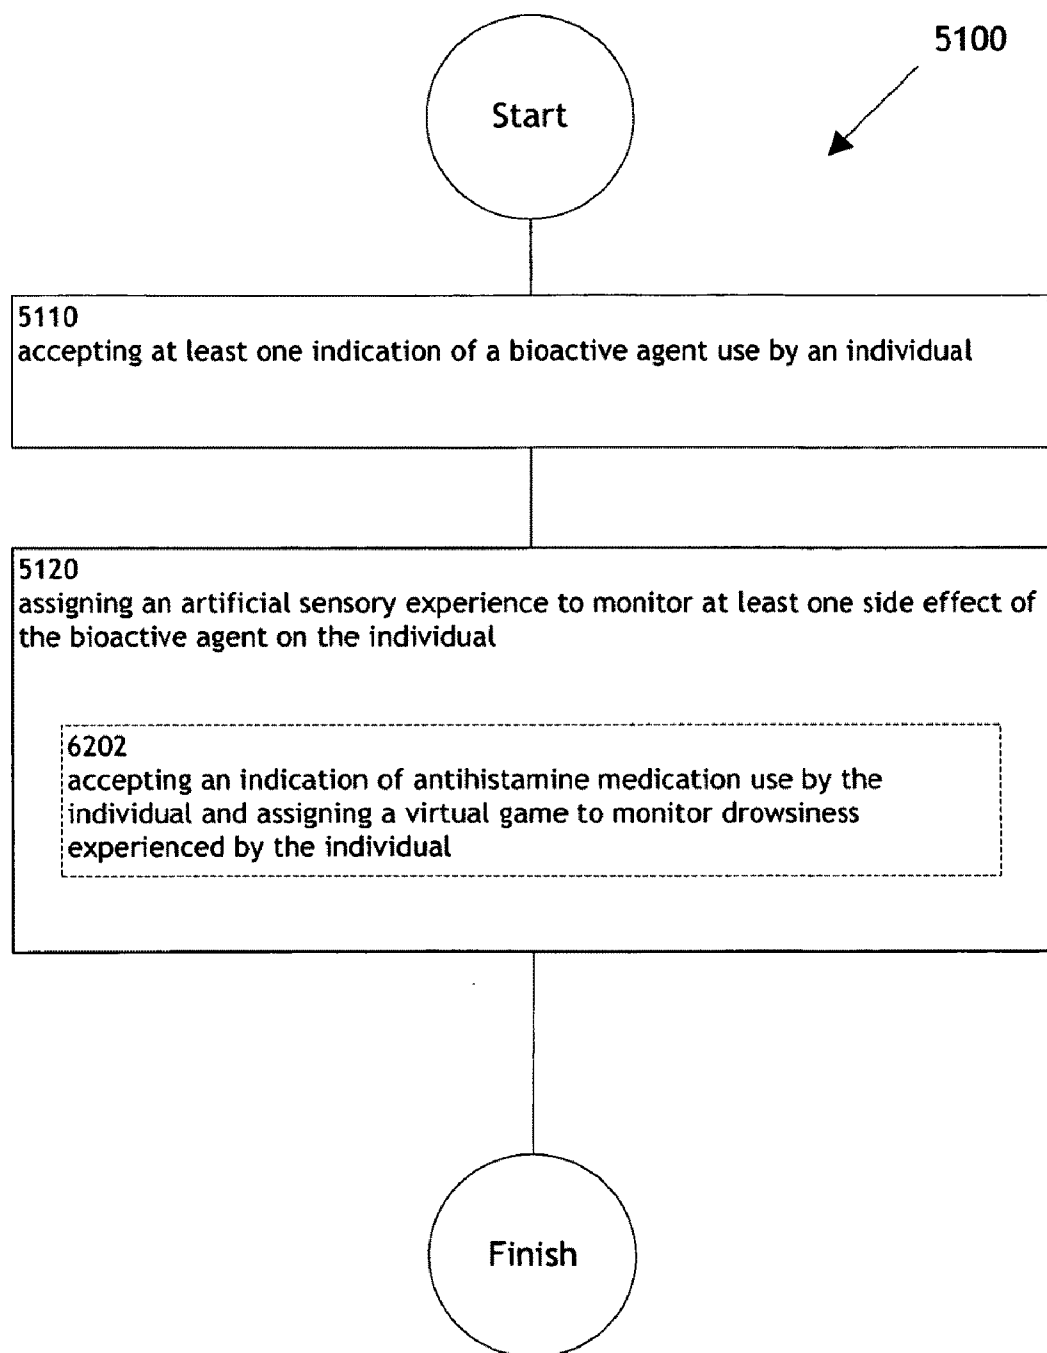 5100
Start
5110
accepting at least one indication of a bioactive agent use by an individual
5120
assigning an artificial sensory experience to monitor at least one side effect of
the bioactive agent on the individual
6202
accepting an indication of antihistamine medication use by the
individual and assigning a virtual game to monitor drowsiness
experienced by the individual
Finish